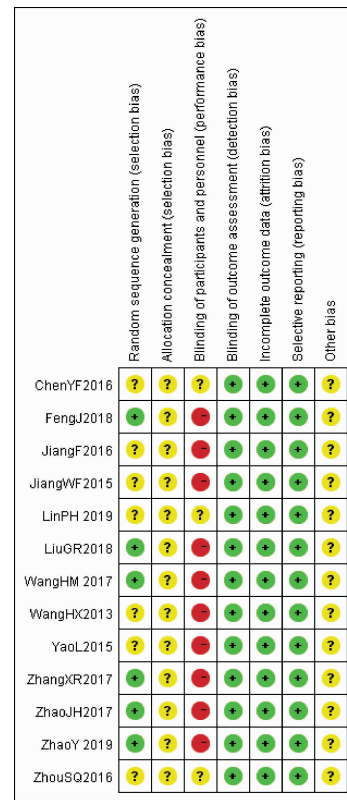 Random sequence generation (selection bias)
Allocation concealment (selection bias)
Blinding of participants and personnel (performance bias)
Blinding of outcome assessment (detection bias)
Incomplete outcome data (attrition bias)
Selective reporting (reporting bias)
Other bias
ChenYF2016 ? ? ? + + + ?
FengJ2018 + ? - + + + ?
JiangF2016 ? ? - + + + ?
JiangWF2015 ? ? - + + + ?
LinPH 2019 ? ? ? + + + ?
LiuGR2018 + ? - + + + ?
WangHM 2017 + ? - + + + ?
WangHX2013 ? ? - + + + ?
YaoL2015 ? ? - + + + ?
ZhangXR2017 + ? - + + + ?
ZhaoJH2017 + ? - + + + ?
ZhaoY 2019 + ? - + + + ?
ZhouSQ2016 ? ? ? + + + ?